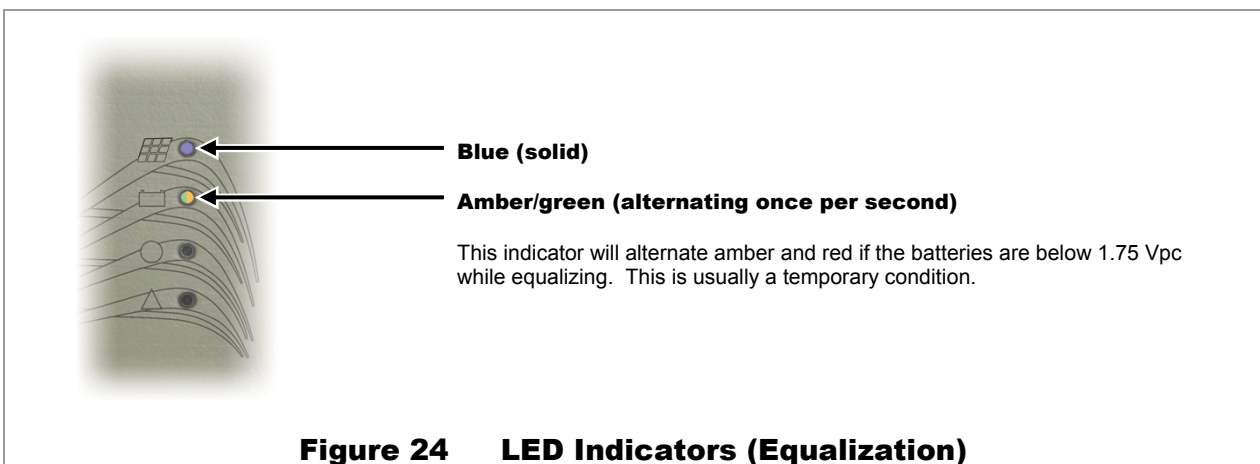 Blue (solid)
Amber/green (alternating once per second)
This indicator will alternate amber and red if the batteries are below 1.75 Vpc
while equalizing.  This is usually a temporary condition.
Figure 24 LED Indicators (Equalization)